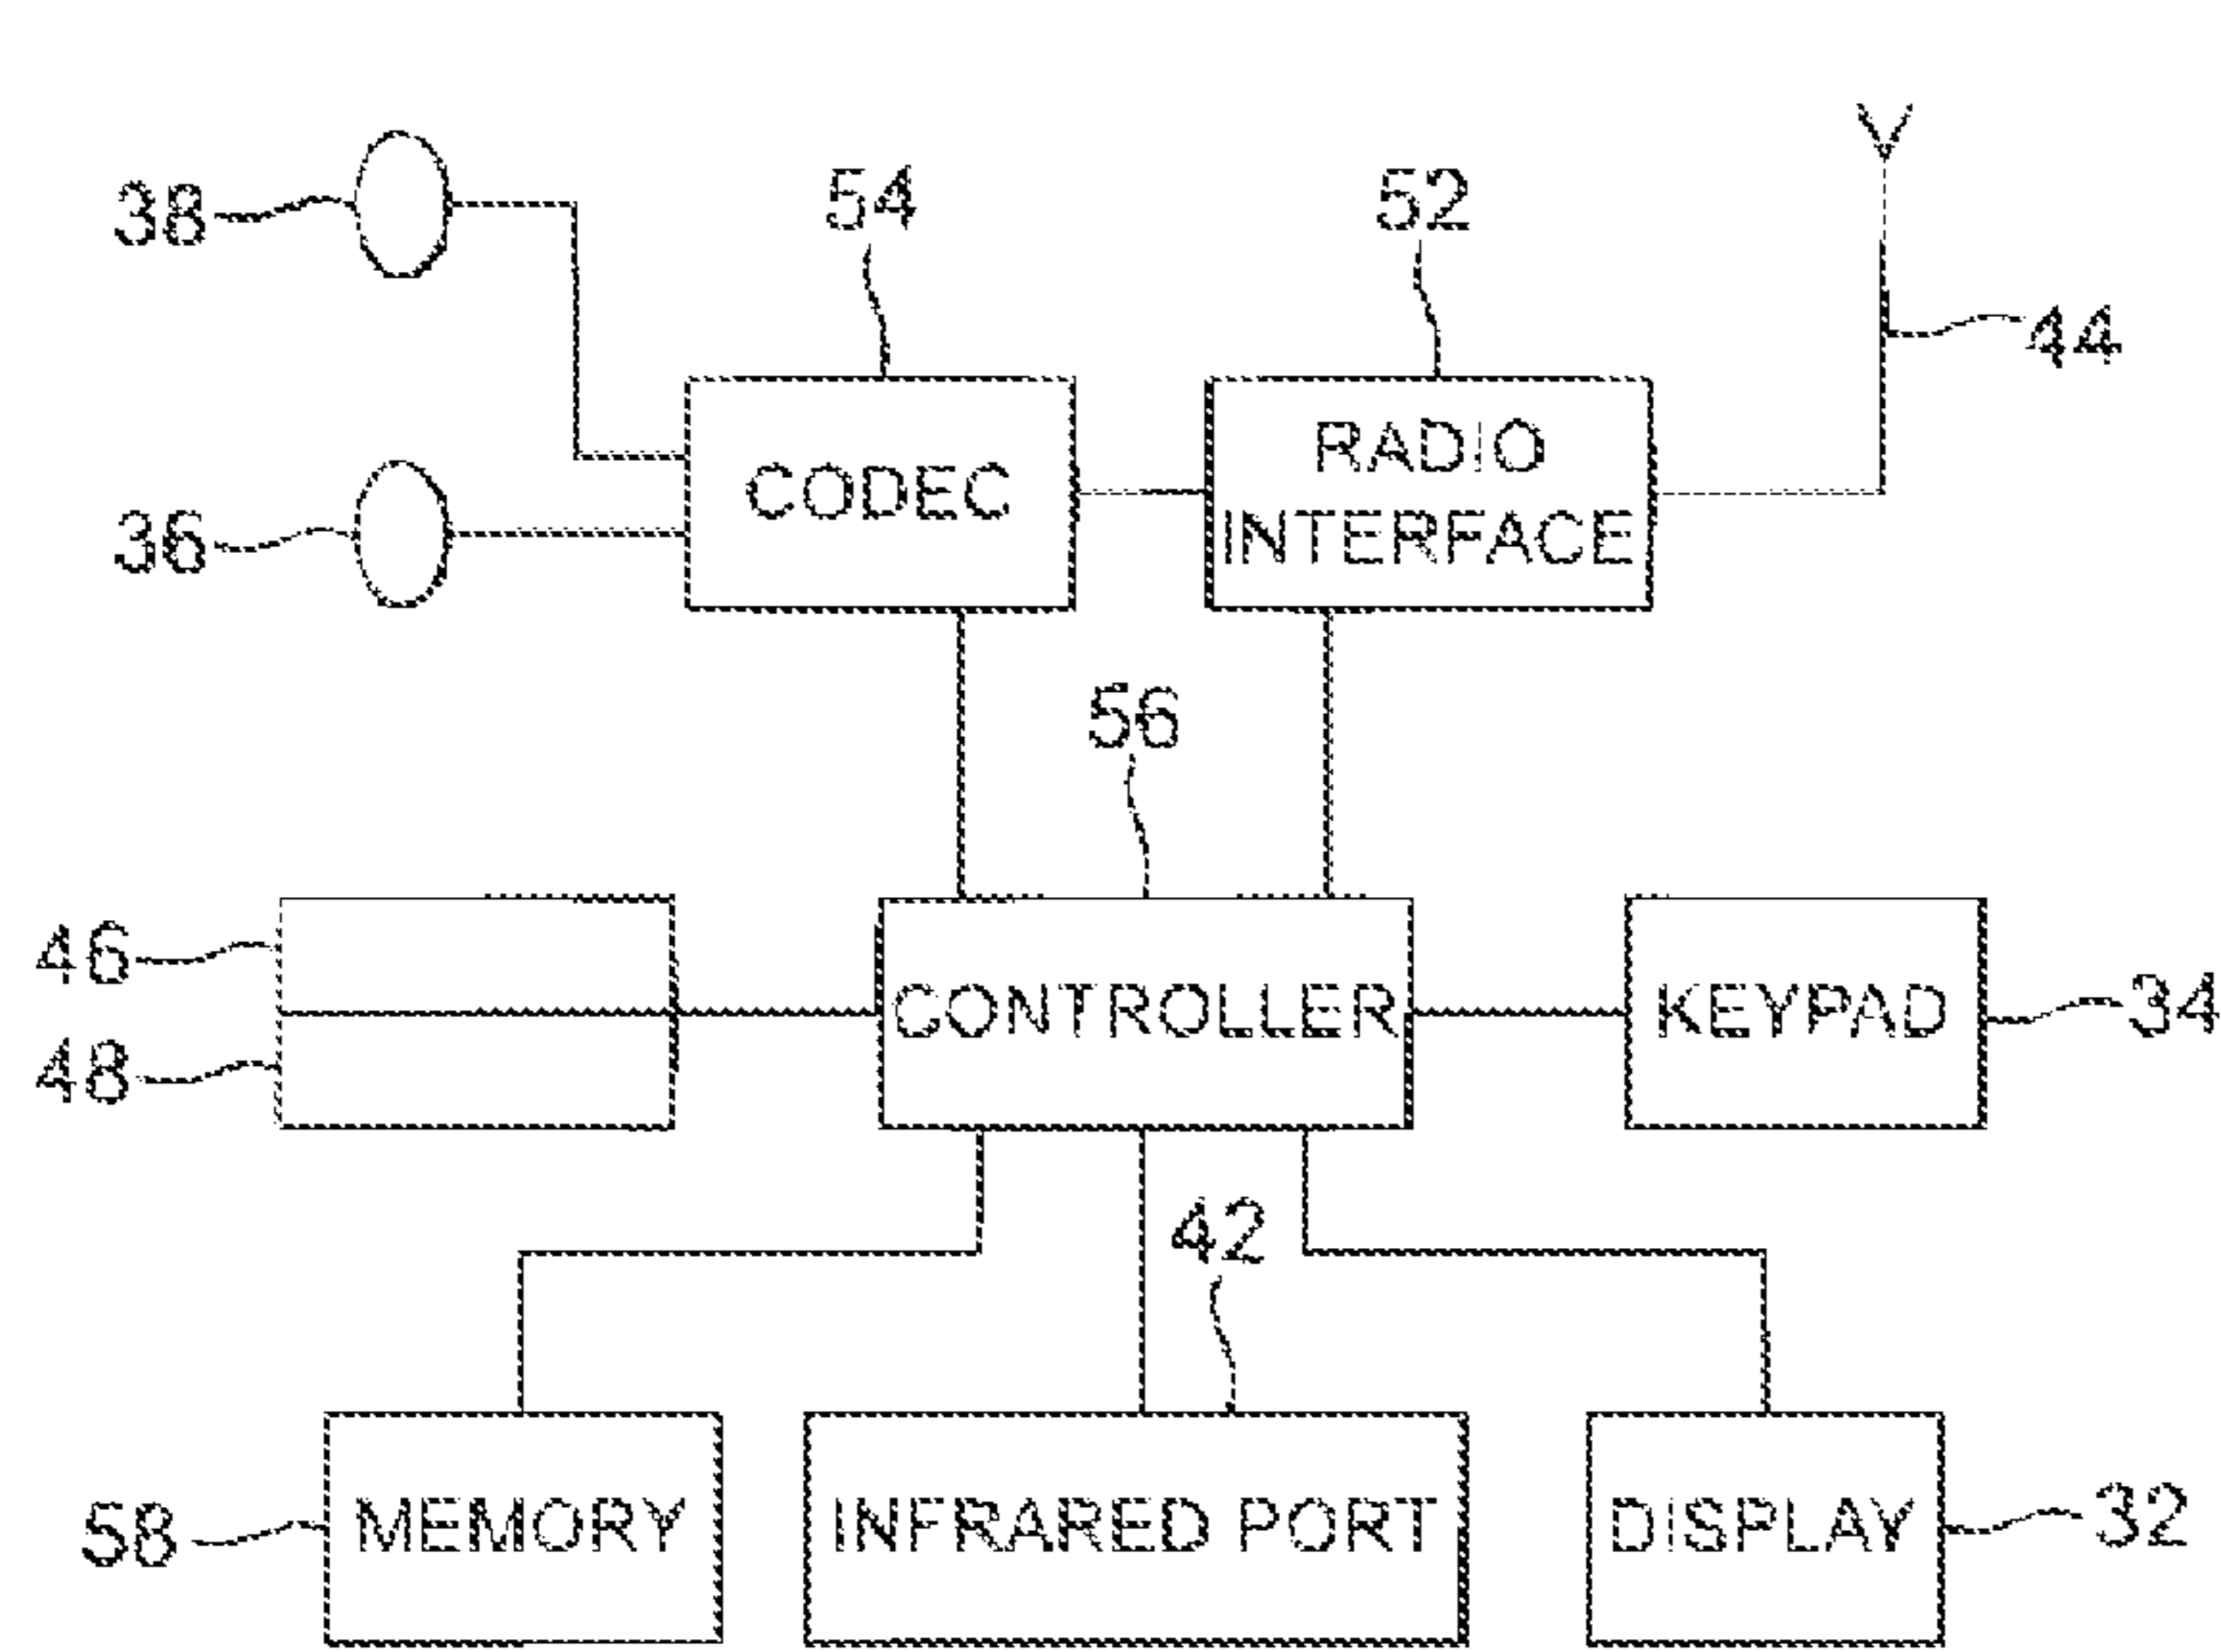 38
54
52
44
CODEC
RADIO
INTERFACE
36
56
46
48
CONTROLLER
KEYPAD
34
42
58
MEMORY
INFRARED PORT
DISPLAY
32